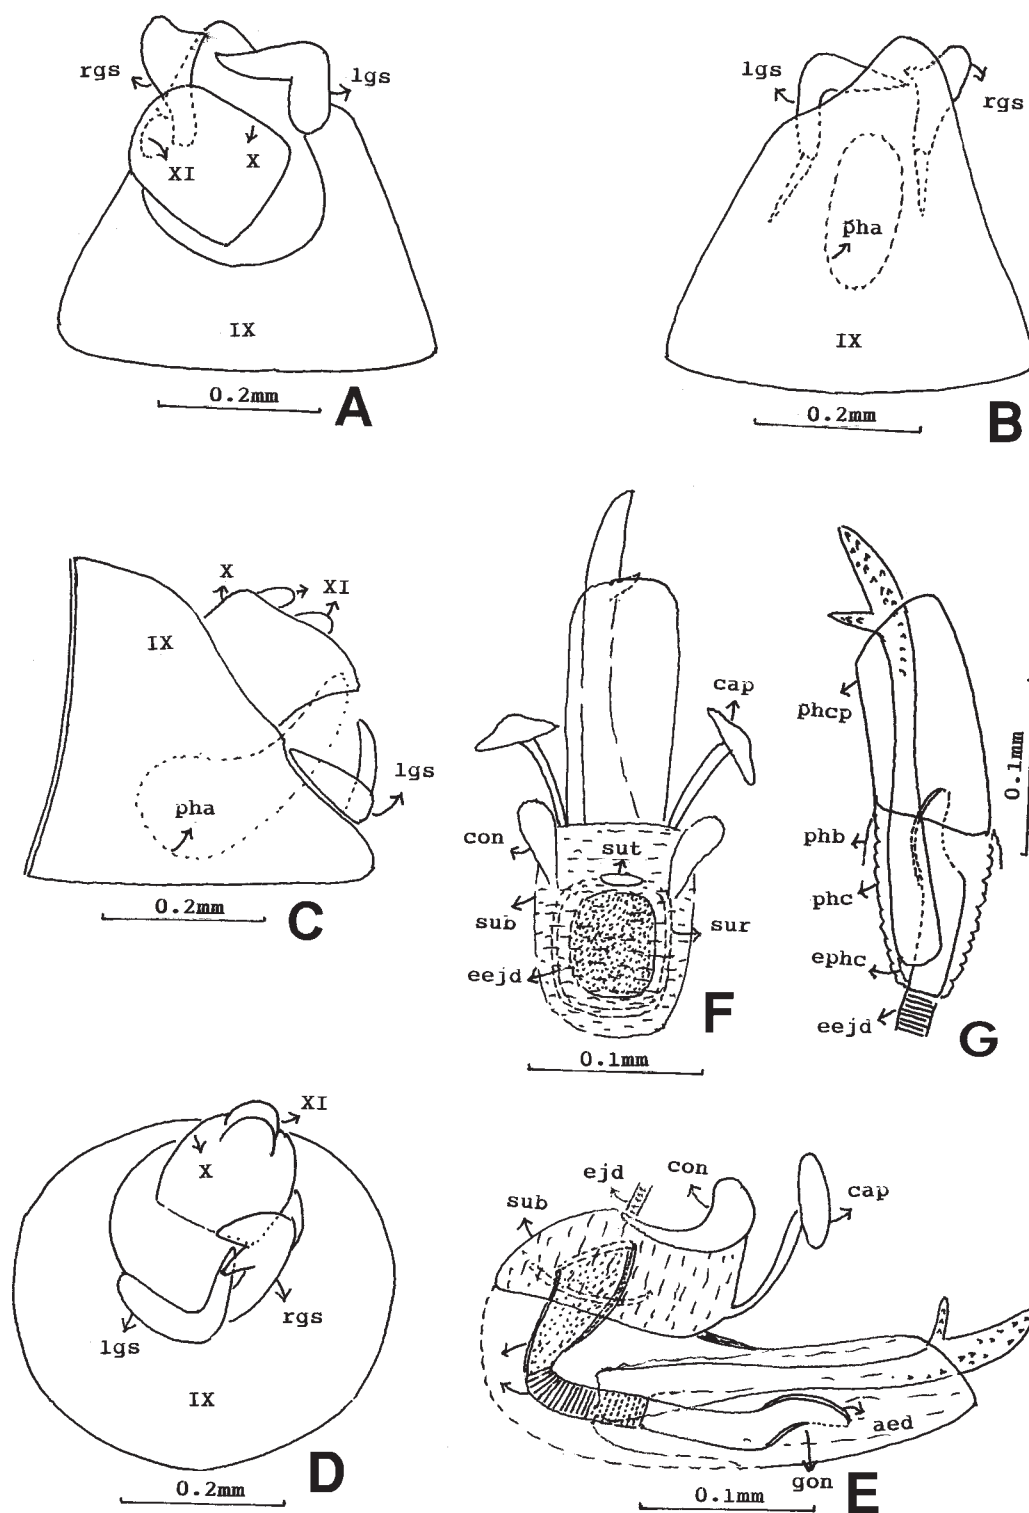 rgs
lgs
XI
X
IX
0.2mm
A
lgs
rgs
pha
IX
0.2mm
B
X
XI
IX
pha
lgs
0.2mm
C
cap
con
sut
sub
sur
eejd
F
0.1mm
phcp
0.1mm
phb
phc
ephc
eejd
G
XI
X
lgs
rgs
IX
0.2mm
D
ejd
con
sub
cap
aed
gon
0.1mm
E